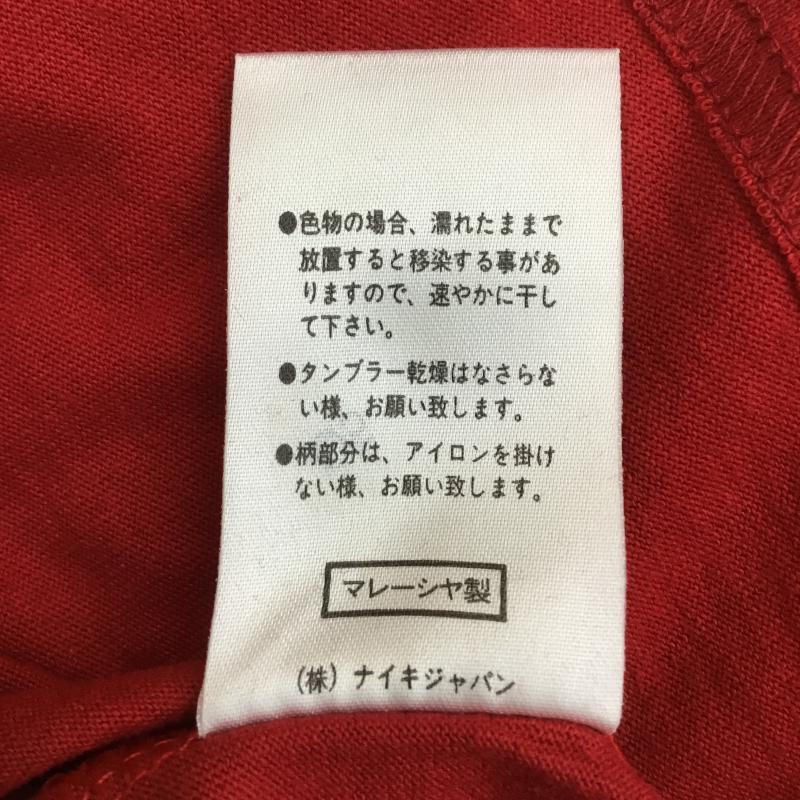 ●色物の場合、濡れたままで
放置すると移染する事があ
りますので、速やかに干し
て下さい。
●タンブラー乾燥はなさらな
い様、お願い致します。
●柄部分は、アイロンを掛け
ない様、お願い致します。
マレーシヤ製
(株) ナイキジャパン